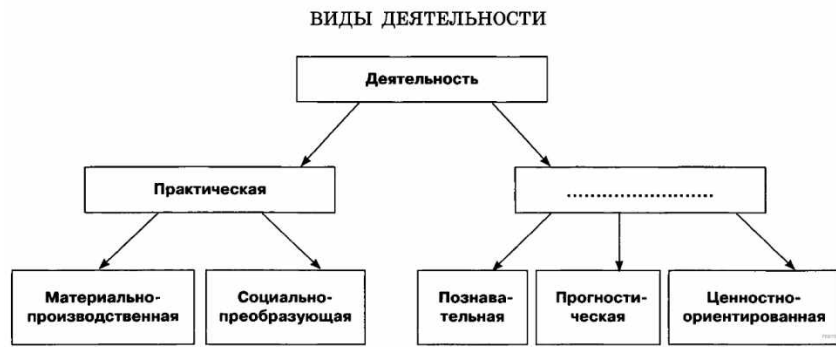 ВИДЫ ДЕЯТЕЛЬНОСТИ
Деятельность
Практическая
........................
Материально-
производственная
Социально-
преобразующая
Познава-
тельная
Прогности-
ческая
Ценностно-
ориентированная